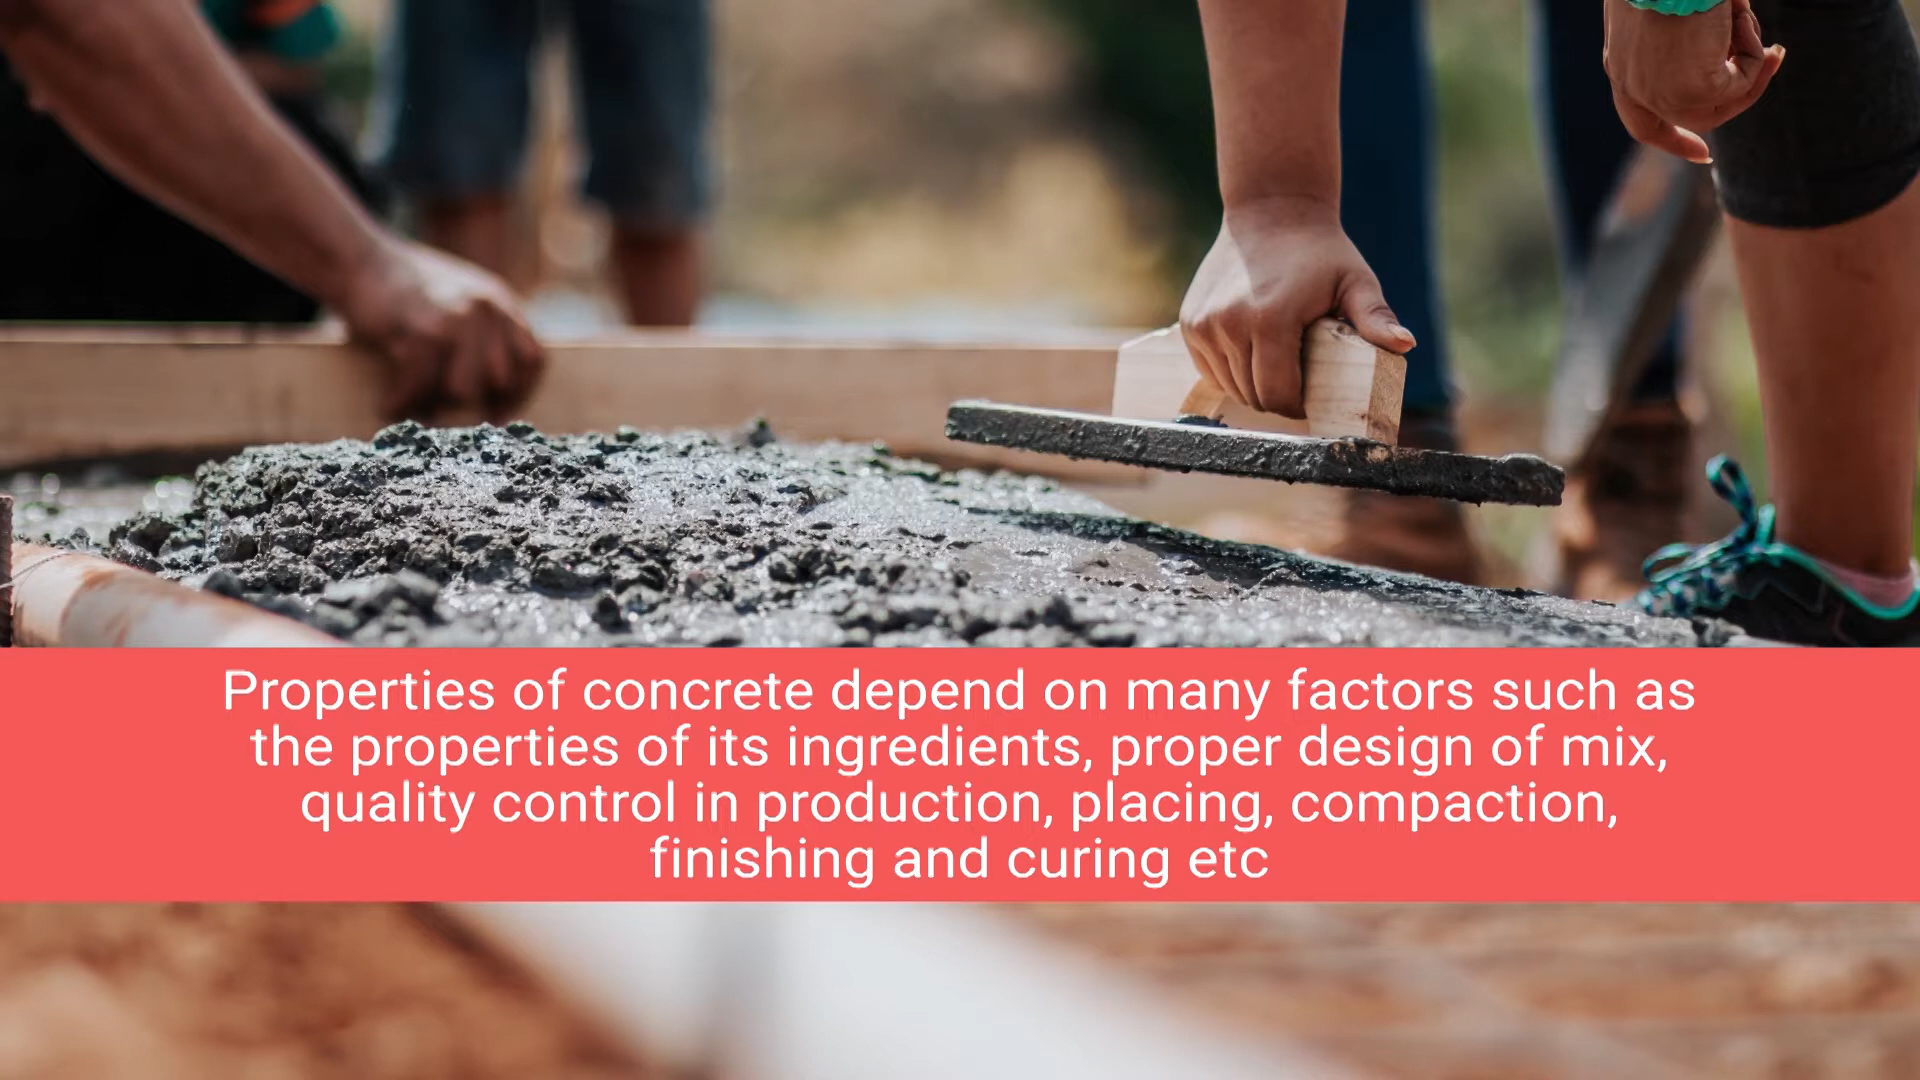 Properties of concrete depend on many factors such as
the properties of its ingredients, proper design of mix,
quality control in production, placing, compaction,
finishing and curing etc